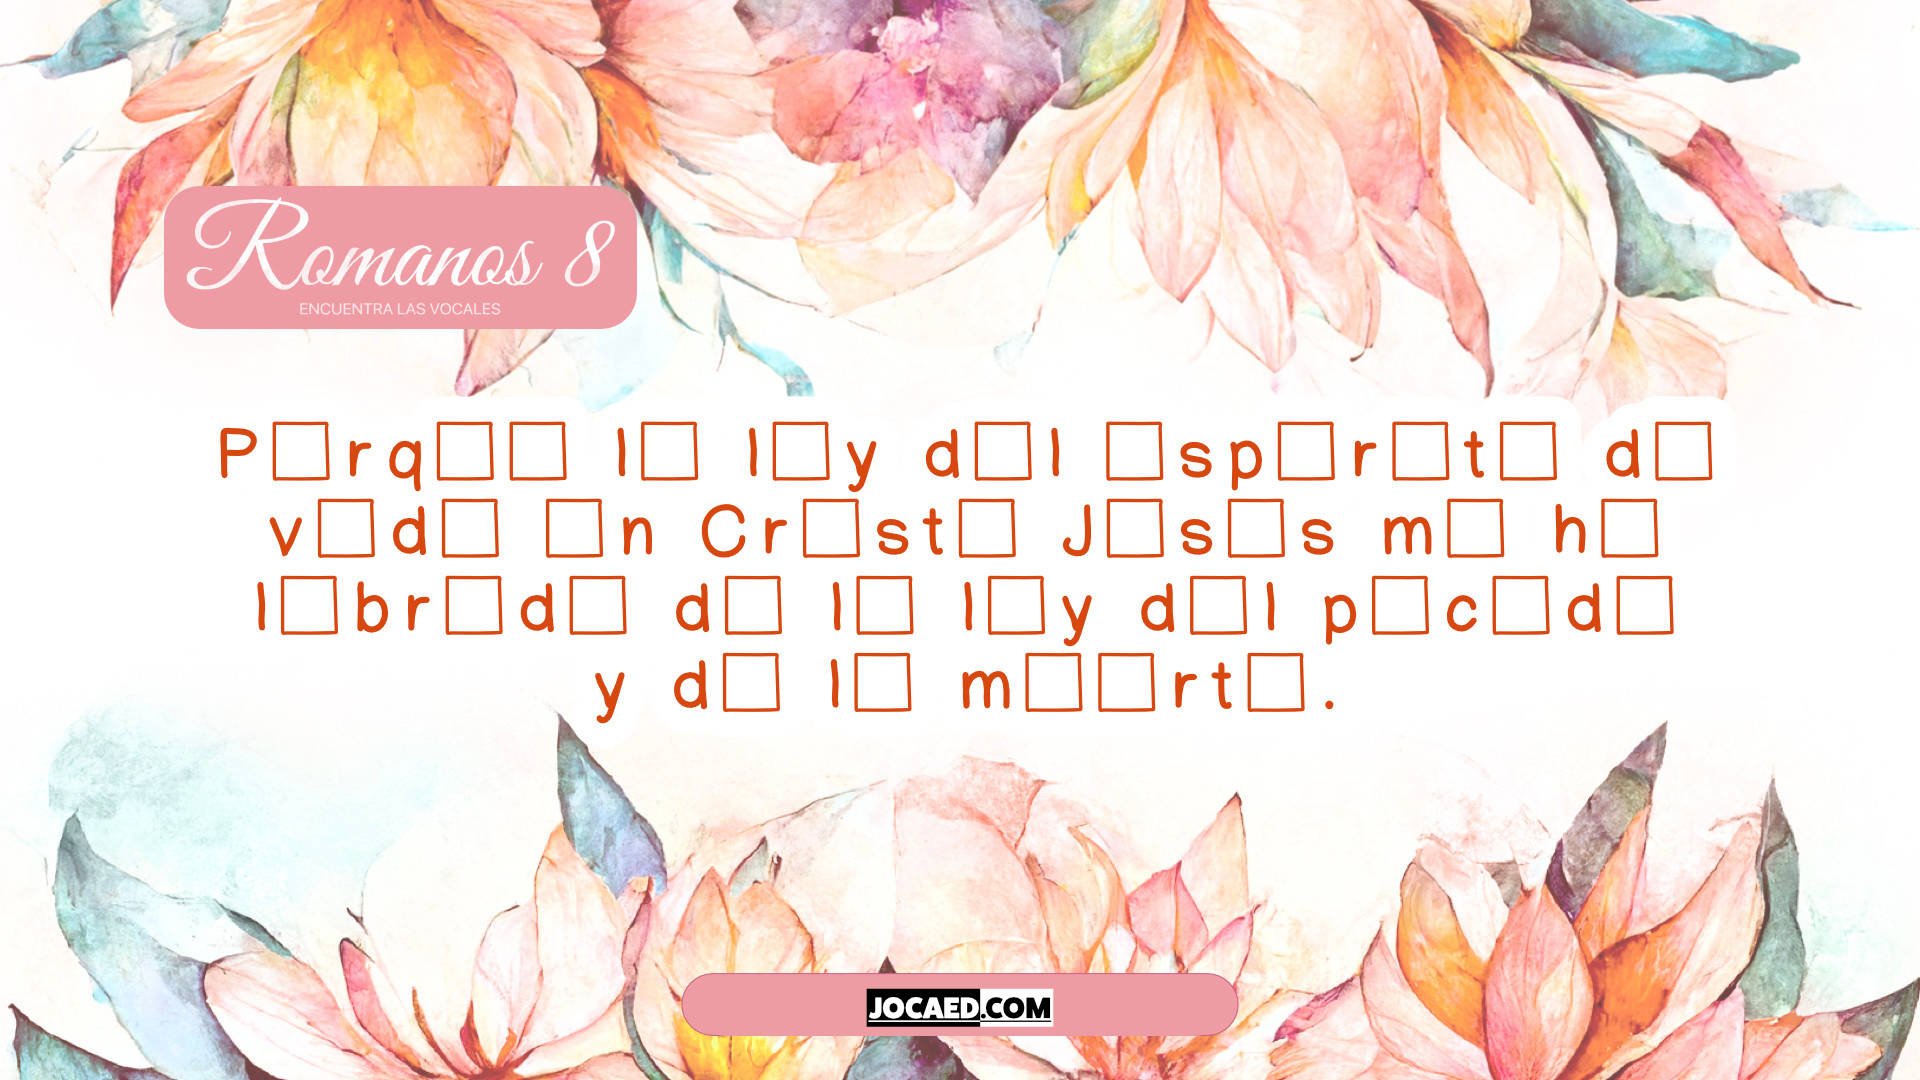 Romanos 8
ENCUENTRA LAS VOCALES
P□rq□□ l□ l□y d□l □sp□r□t□ d□
v□d□ □n Cr□st□ J□s□s m□ h□
l□br□d□ d□ l□ l□y d□l p□c□d□
y d□ l□ m□□rt□.
JOCAED.COM